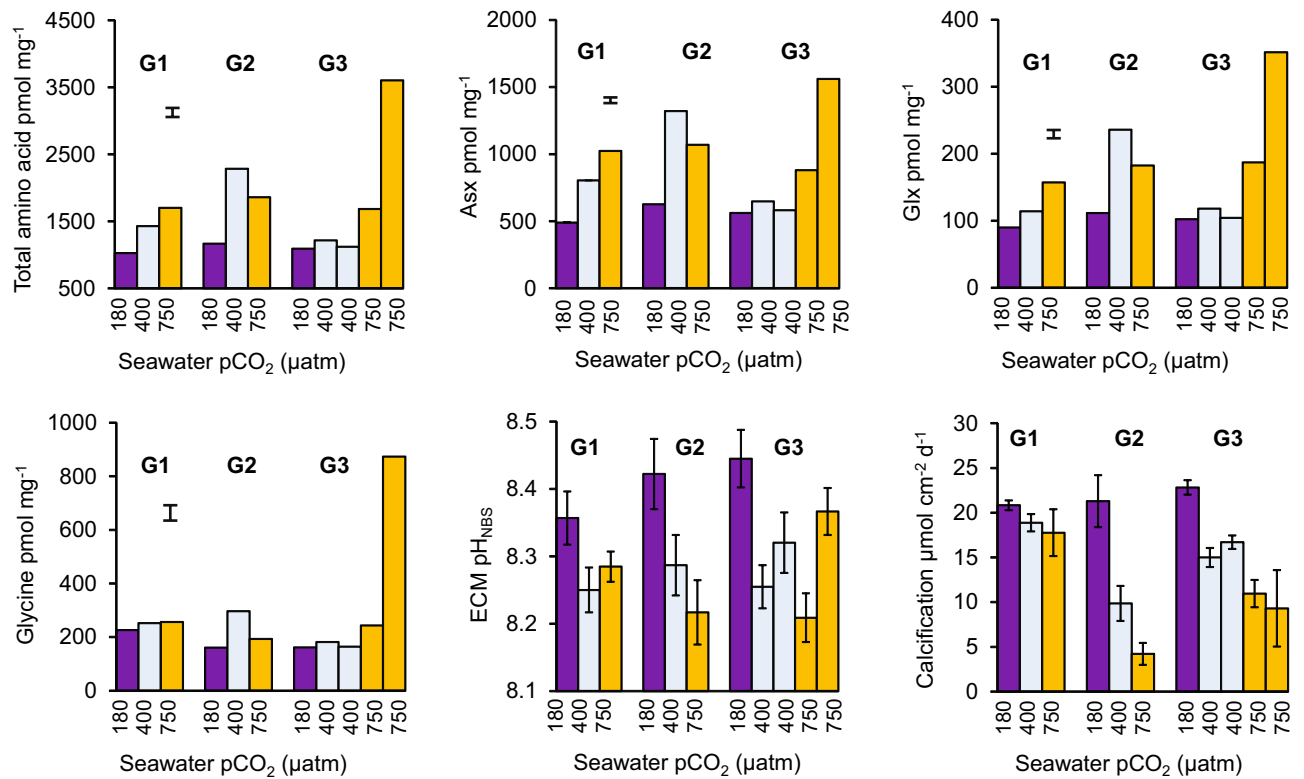 Total amino acid pmol mg⁻¹
4500
3500
2500
1500
500
G1 G2 G3
180 400 750 180 400 750 180 400 400 750 750
Seawater pCO₂ (µatm)
Asx pmol mg⁻¹
2000
1500
1000
500
0
G1 G2 G3
180 400 750 180 400 750 180 400 400 750 750
Seawater pCO₂ (µatm)
Glx pmol mg⁻¹
400
300
200
100
0
G1 G2 G3
180 400 750 180 400 750 180 400 400 750 750
Seawater pCO₂ (µatm)
Glycine pmol mg⁻¹
1000
800
600
400
200
0
G1 G2 G3
180 400 750 180 400 750 180 400 400 750 750
Seawater pCO₂ (µatm)
ECM pH_NBS
8.5
8.4
8.3
8.2
8.1
G1 G2 G3
180 400 750 180 400 750 180 400 400 750 750
Seawater pCO₂ (µatm)
Calcification µmol cm⁻² d⁻¹
30
25
20
15
10
5
0
G1 G2 G3
180 400 750 180 400 750 180 400 400 750 750
Seawater pCO₂ (µatm)